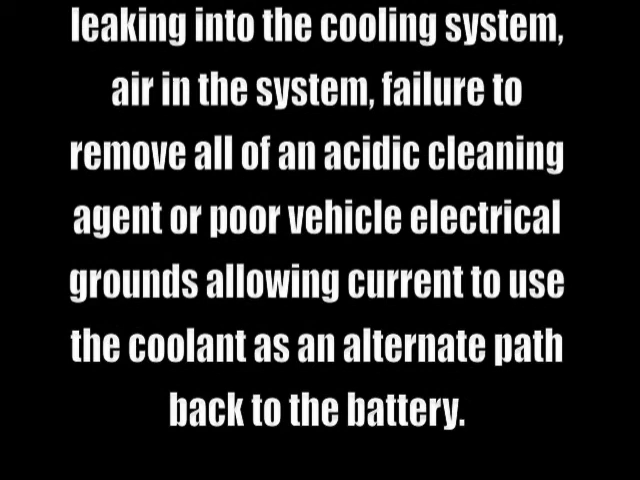 leaking into the cooling system,
air in the system, failure to
remove all of an acidic cleaning
agent or poor vehicle electrical
grounds allowing current to use
the coolant as an alternate path
back to the battery.